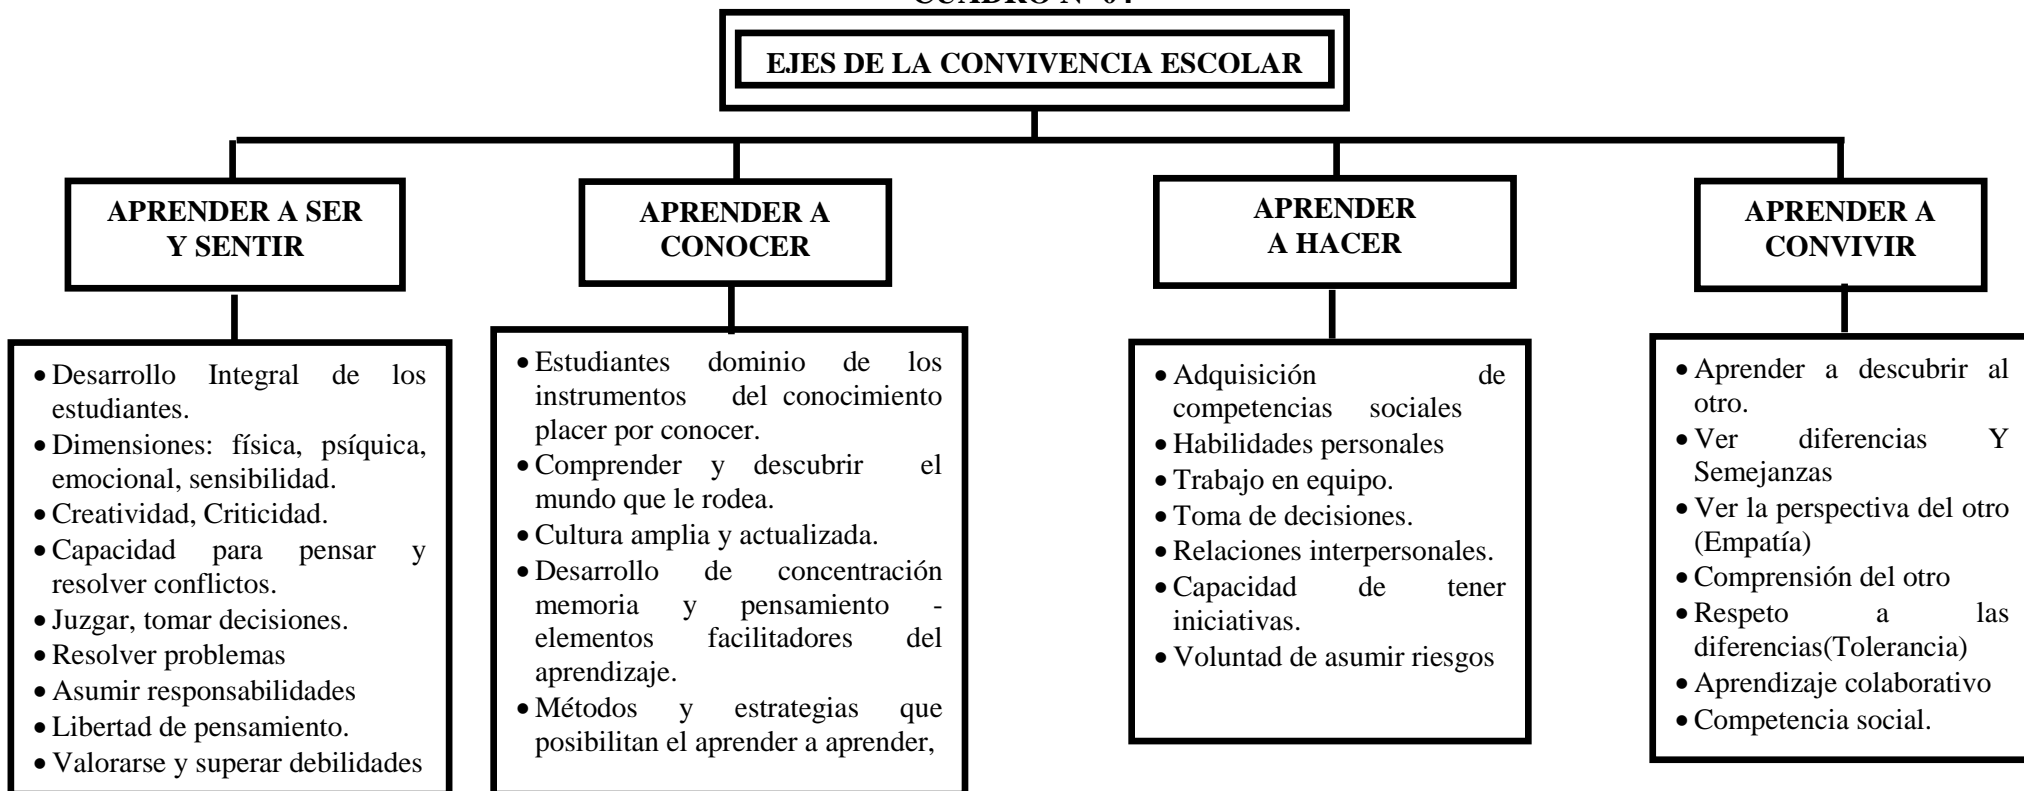 EJES DE LA CONVIVENCIA ESCOLAR
APRENDER A SER
Y SENTIR
• Desarrollo Integral de los
estudiantes.
• Dimensiones: física, psíquica,
emocional, sensibilidad.
• Creatividad, Criticidad.
• Capacidad para pensar y
resolver conflictos.
• Juzgar, tomar decisiones.
• Resolver problemas
• Asumir responsabilidades
• Libertad de pensamiento.
• Valorarse y superar debilidades
APRENDER A
CONOCER
• Estudiantes dominio de los
instrumentos del conocimiento
placer por conocer.
• Comprender y descubrir el
mundo que le rodea.
• Cultura amplia y actualizada.
• Desarrollo de concentración
memoria y pensamiento -
elementos facilitadores del
aprendizaje.
• Métodos y estrategias que
posibilitan el aprender a aprender,
APRENDER
A HACER
• Adquisición de
competencias sociales
• Habilidades personales
• Trabajo en equipo.
• Toma de decisiones.
• Relaciones interpersonales.
• Capacidad de tener
iniciativas.
• Voluntad de asumir riesgos
APRENDER A
CONVIVIR
• Aprender a descubrir al
otro.
• Ver diferencias Y
Semejanzas
• Ver la perspectiva del otro
(Empatía)
• Comprensión del otro
• Respeto a las
diferencias(Tolerancia)
• Aprendizaje colaborativo
• Competencia social.